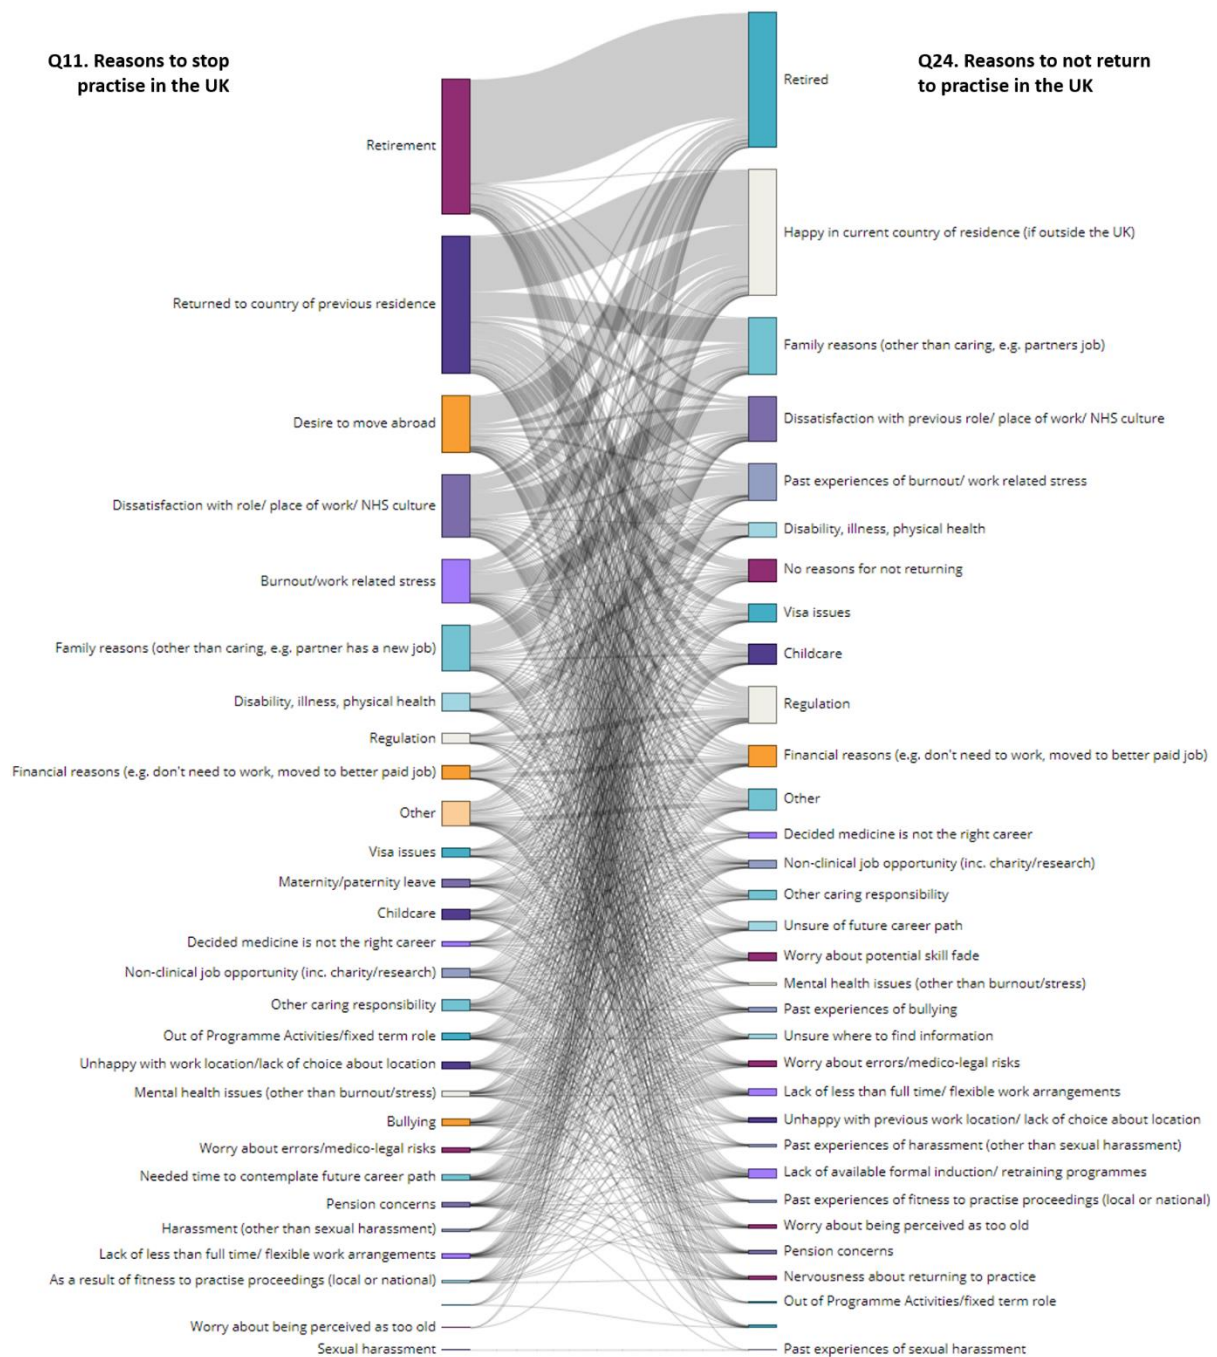 Q11. Reasons to stop
practise in the UK
Retirement
Returned to country of previous residence
Desire to move abroad
Dissatisfaction with role/ place of work/ NHS culture
Burnout/work related stress
Family reasons (other than caring, e.g. partner has a new job)
Disability, illness, physical health
Regulation
Financial reasons (e.g. don't need to work, moved to better paid job)
Other
Visa issues
Maternity/paternity leave
Childcare
Decided medicine is not the right career
Non-clinical job opportunity (inc. charity/research)
Other caring responsibility
Out of Programme Activities/fixed term role
Unhappy with work location/lack of choice about location
Mental health issues (other than burnout/stress)
Bullying
Worry about errors/medico-legal risks
Needed time to contemplate future career path
Pension concerns
Harassment (other than sexual harassment)
Lack of less than full time/ flexible work arrangements
As a result of fitness to practise proceedings (local or national)
Worry about being perceived as too old
Sexual harassment
Q24. Reasons to not return
to practise in the UK
Retired
Happy in current country of residence (if outside the UK)
Family reasons (other than caring, e.g. partners job)
Dissatisfaction with previous role/ place of work/ NHS culture
Past experiences of burnout/ work related stress
Disability, illness, physical health
No reasons for not returning
Visa issues
Childcare
Regulation
Financial reasons (e.g. don't need to work, moved to better paid job)
Other
Decided medicine is not the right career
Non-clinical job opportunity (inc. charity/research)
Other caring responsibility
Unsure of future career path
Worry about potential skill fade
Mental health issues (other than burnout/stress)
Past experiences of bullying
Unsure where to find information
Worry about errors/medico-legal risks
Lack of less than full time/ flexible work arrangements
Unhappy with previous work location/ lack of choice about location
Past experiences of harassment (other than sexual harassment)
Lack of available formal induction/ retraining programmes
Past experiences of fitness to practise proceedings (local or national)
Worry about being perceived as too old
Pension concerns
Nervousness about returning to practice
Out of Programme Activities/fixed term role
Past experiences of sexual harassment